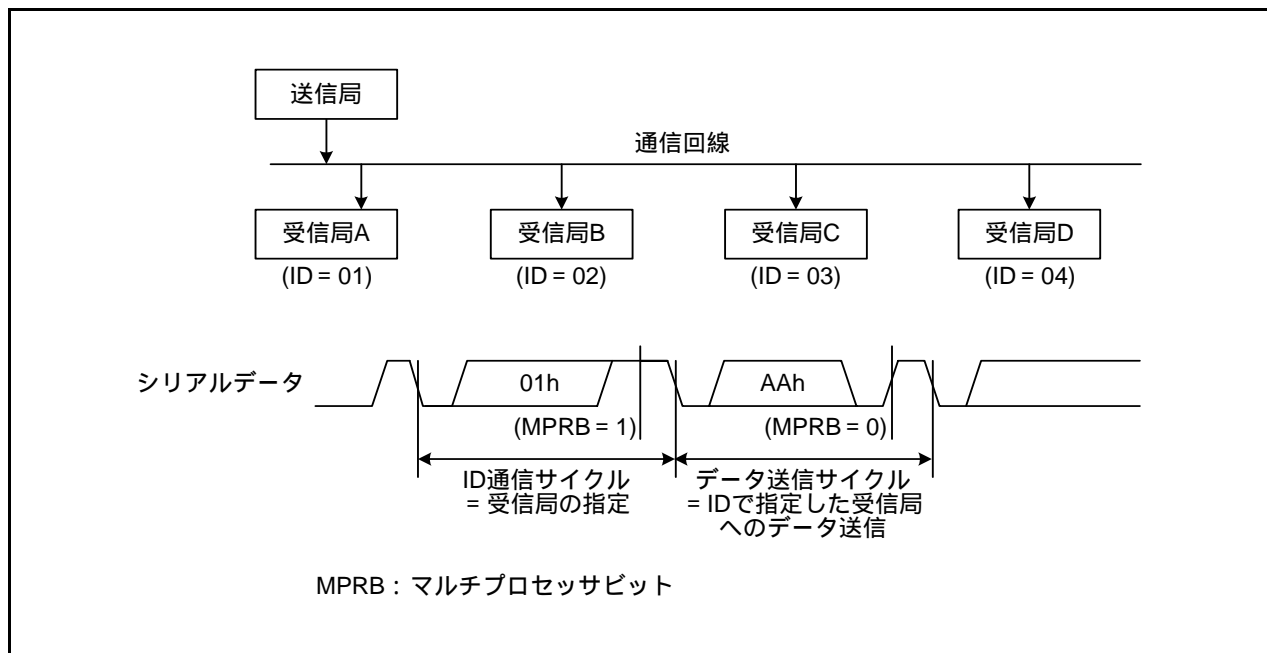 送信局
通信回線
受信局A
受信局B
受信局C
受信局D
(ID = 01)
(ID = 02)
(ID = 03)
(ID = 04)
シリアルデータ
01h
AAh
(MPRB = 1)
(MPRB = 0)
ID通信サイクル
= 受信局の指定
データ送信サイクル
= IDで指定した受信局
へのデータ送信
MPRB : マルチプロセッサビット